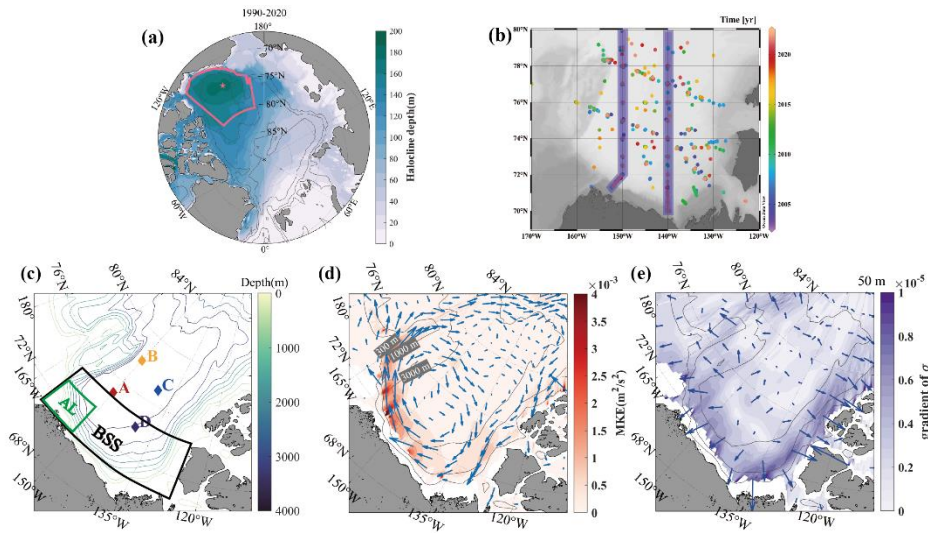 1990-2020
(a)
180°
70°N
75°N
80°N
85°N
120°W
120°E
60°W
60°E
0°
200
180
160
140
120
100
80
60
40
20
0
Halocline depth(m)
(b)
Time [yr]
80°N
78°N
76°N
74°N
72°N
70°N
170°W
160°W
150°W
140°W
130°W
120°W
2020
2015
2010
2005
(c)
76°N
80°N
84°N
180°
72°N
165°W
68°N
150°W
135°W
120°W
AL
BSS
A
B
C
D
Depth(m)
0
1000
2000
3000
4000
(d)
76°N
80°N
84°N
180°
72°N
165°W
68°N
150°W
135°W
120°W
1000 m
3000 m
×10⁻³
4
3.5
3
2.5
2
1.5
1
0.5
0
MKE(m²/s²)
(e)
76°N
80°N
84°N
180°
72°N
165°W
68°N
150°W
135°W
120°W
50 m
×10⁻⁵
1
0.8
0.6
0.4
0.2
0
gradient of σ